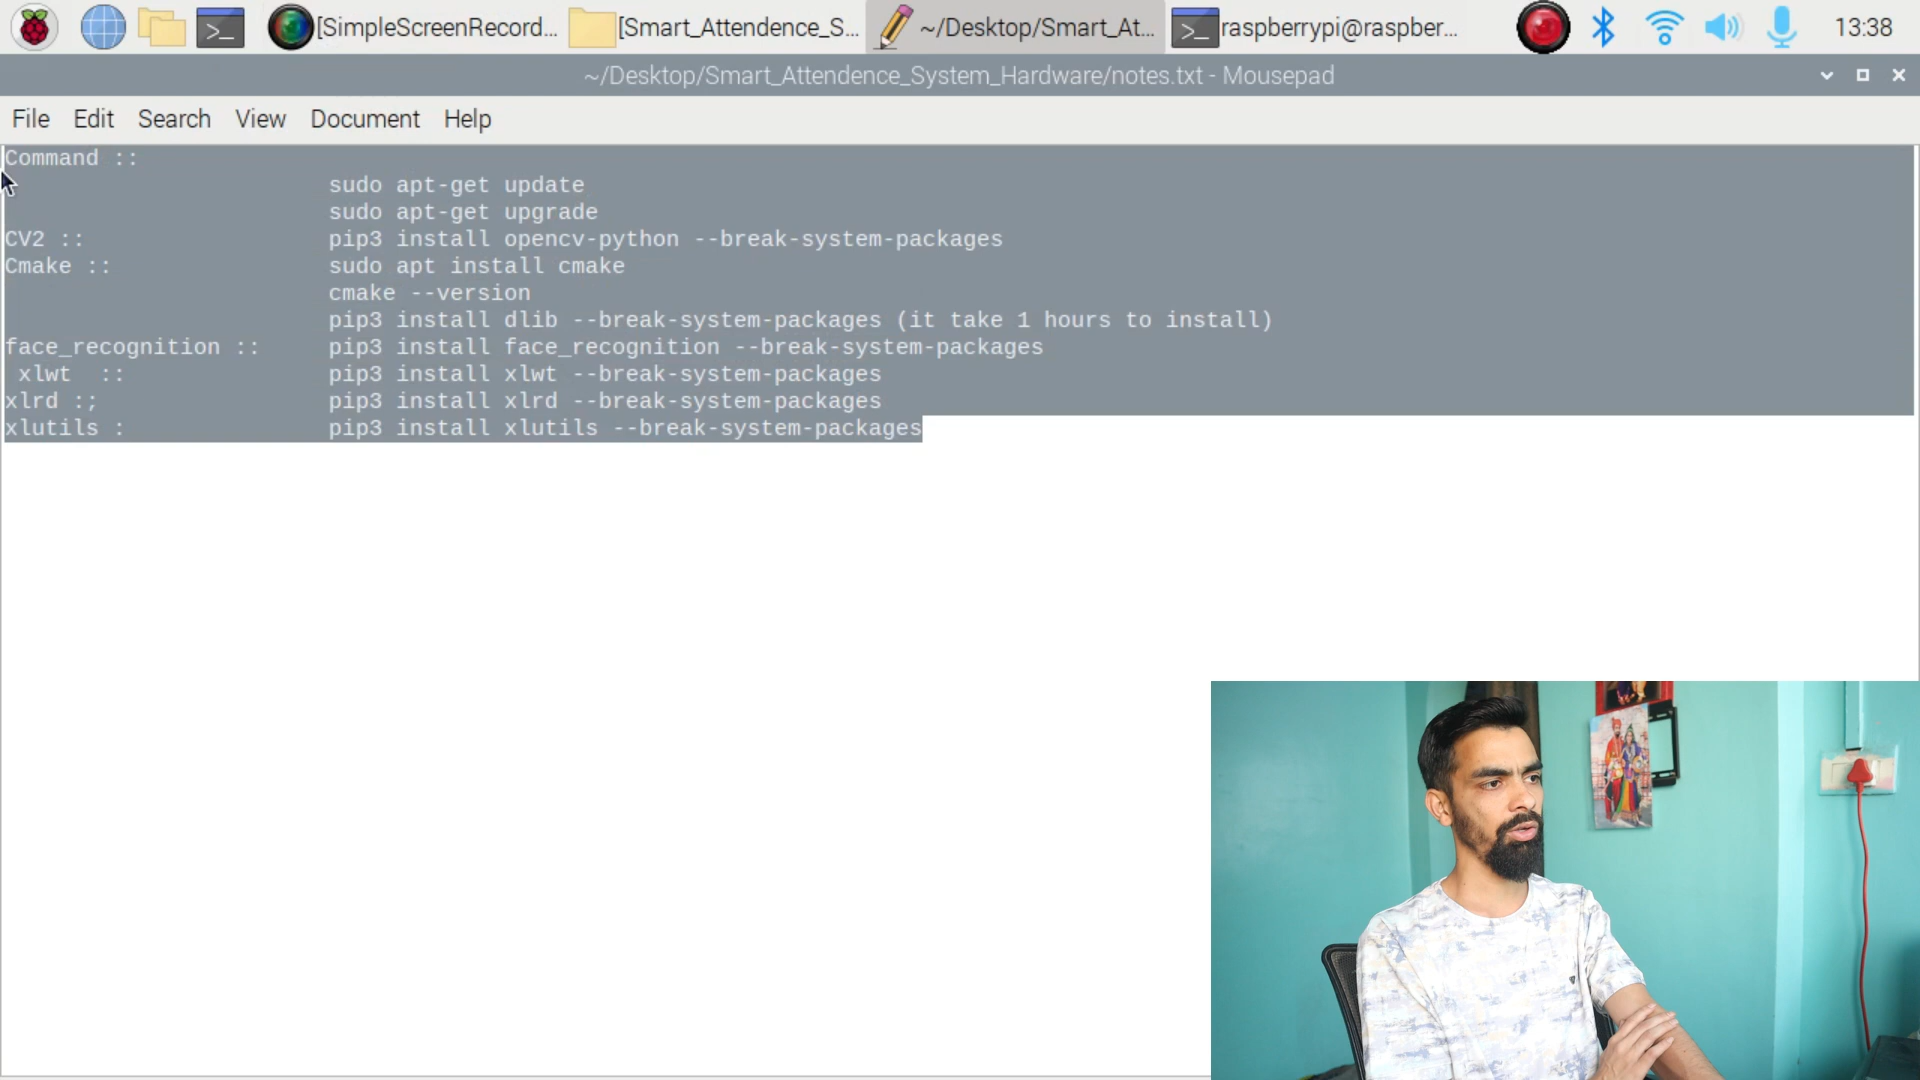 [SimpleScreenRecord... [Smart_Attendence_S... ~/Desktop/Smart_At... raspberrypi@raspber... 13:38
~/Desktop/Smart_Attendence_System_Hardware/notes.txt - Mousepad
File Edit Search View Document Help
Command ::
sudo apt-get update
sudo apt-get upgrade
CV2 :: pip3 install opencv-python --break-system-packages
Cmake :: sudo apt install cmake
cmake --version
pip3 install dlib --break-system-packages (it take 1 hours to install)
face_recognition :: pip3 install face_recognition --break-system-packages
xlwt :: pip3 install xlwt --break-system-packages
xlrd :; pip3 install xlrd --break-system-packages
xlutils : pip3 install xlutils --break-system-packages